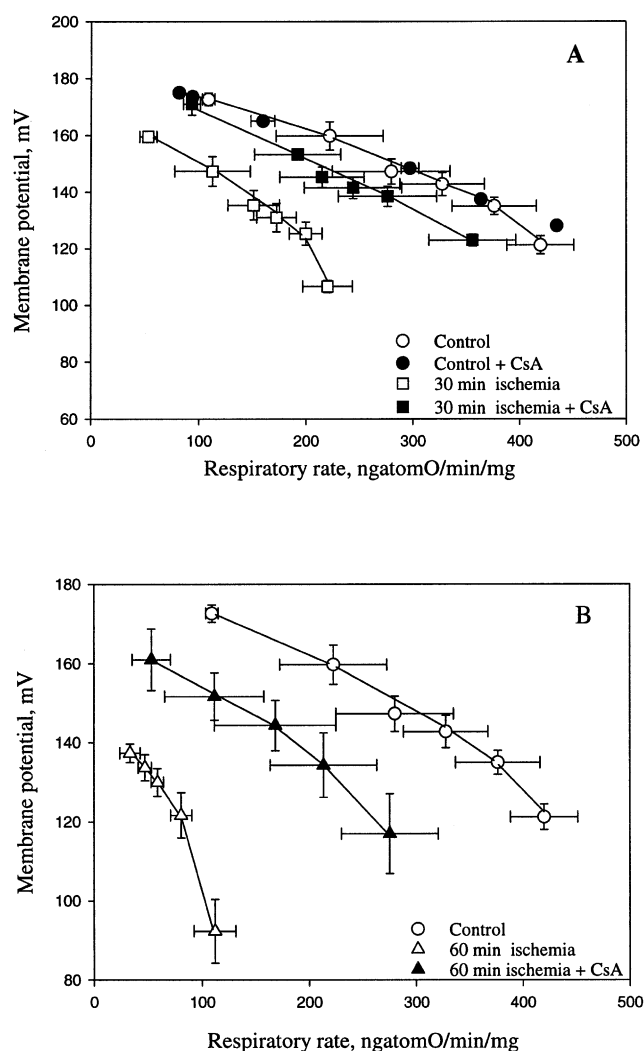 A
200
180
160
140
120
100
80
60
0
100
200
300
400
500
Membrane potential, mV
Respiratory rate, ngatomO/min/mg
Control
Control + CsA
30 min ischemia
30 min ischemia + CsA
B
180
160
140
120
100
80
0
100
200
300
400
500
Membrane potential, mV
Respiratory rate, ngatomO/min/mg
Control
60 min ischemia
60 min ischemia + CsA